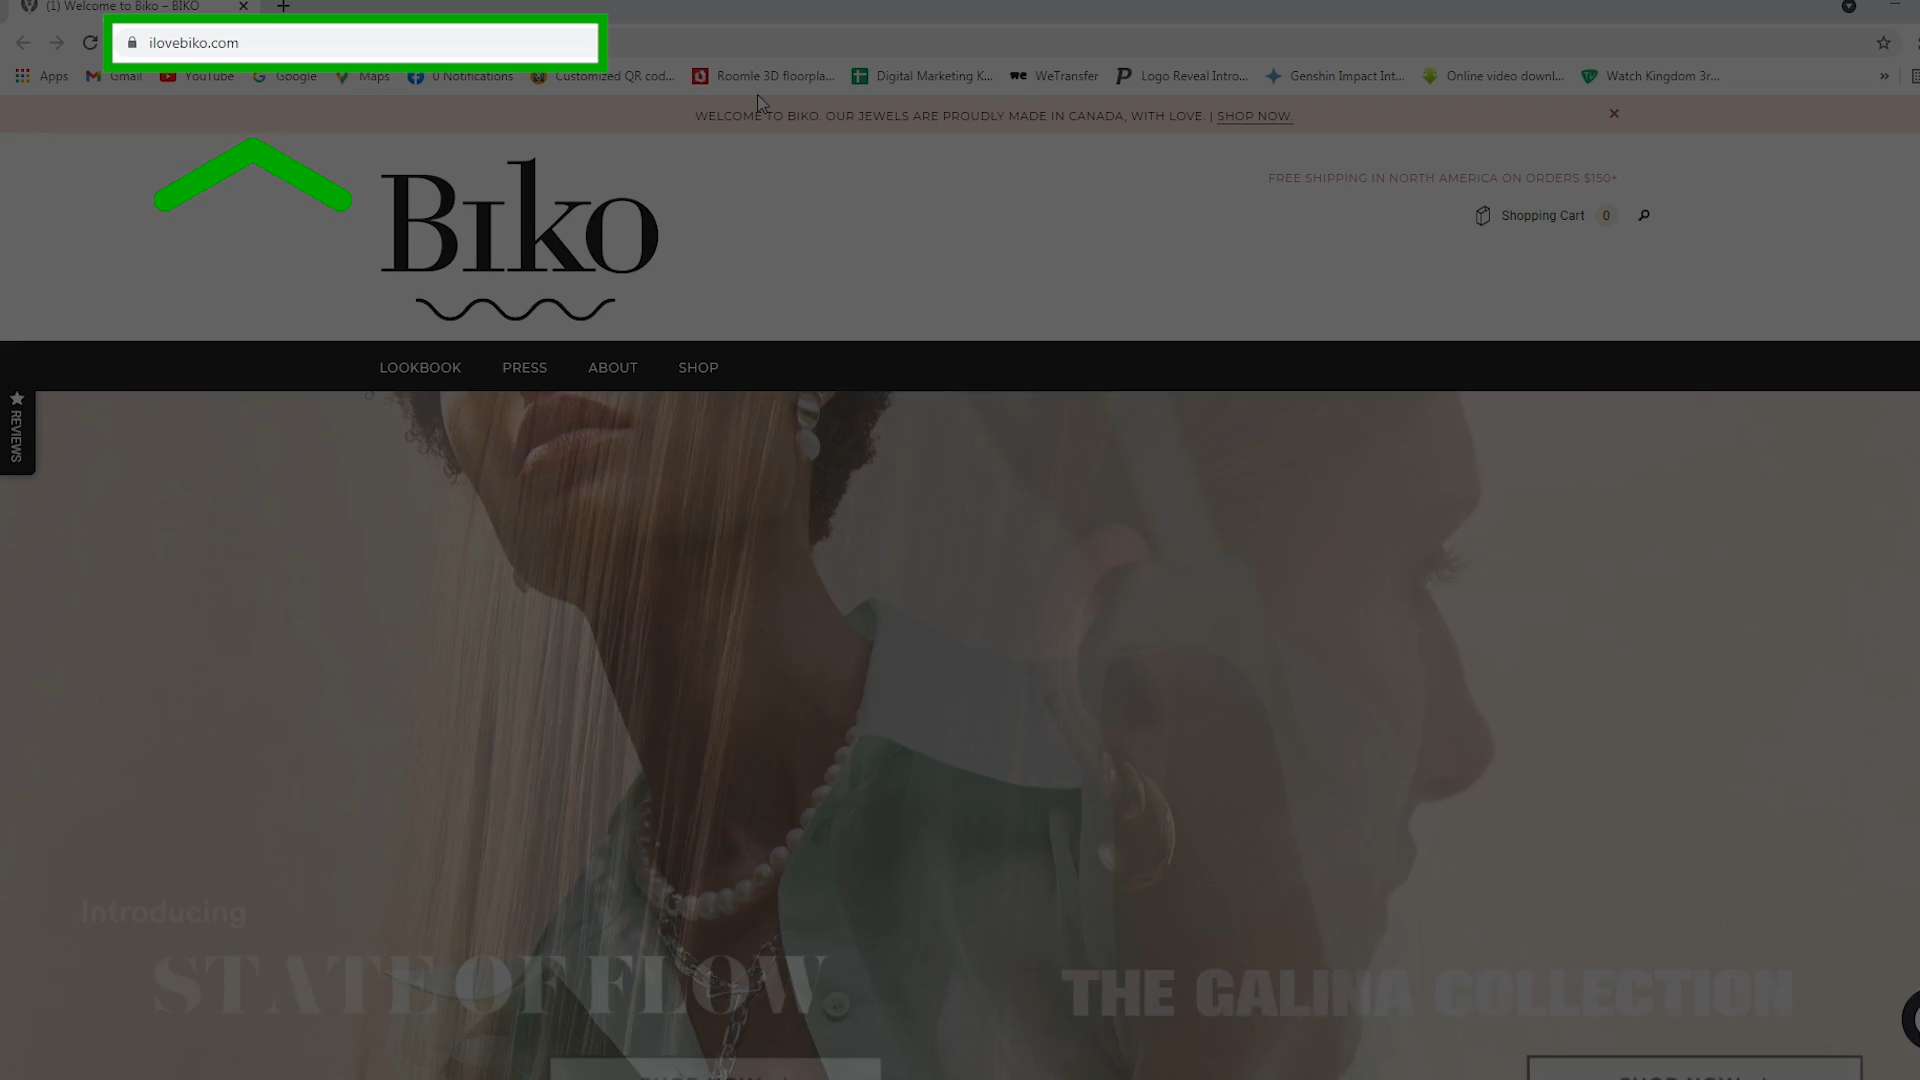 (1) Welcome to Biko – BIKO
ilovebiko.com
Apps Gmail YouTube Google Maps 0 Notifications Customized QR cod... Roomle 3D floorpla... Digital Marketing K... WeTransfer Logo Reveal Intro... Genshin Impact Int... Online video downl... Watch Kingdom 3r... »
WELCOME TO BIKO. OUR JEWELS ARE PROUDLY MADE IN CANADA, WITH LOVE. | SHOP NOW.
FREE SHIPPING IN NORTH AMERICA ON ORDERS $150+
Shopping Cart 0
BIkO
LOOKBOOK PRESS ABOUT SHOP
REVIEWS
Introducing
STATE OF FLOW
THE GALINA COLLECTION